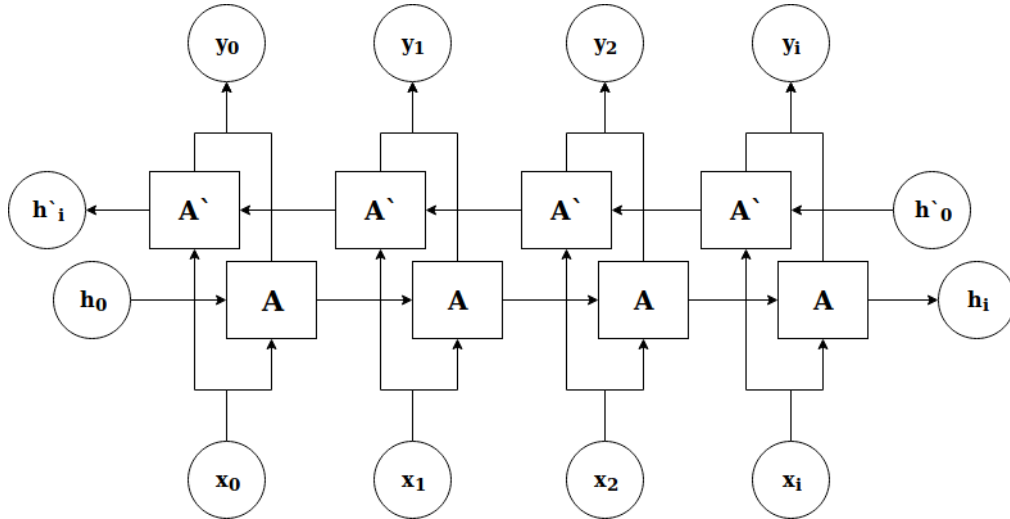 y₀ y₁ y₂ yᵢ
h`ᵢ A` A` A` A` h`₀
h₀ A A A A hᵢ
x₀ x₁ x₂ xᵢ